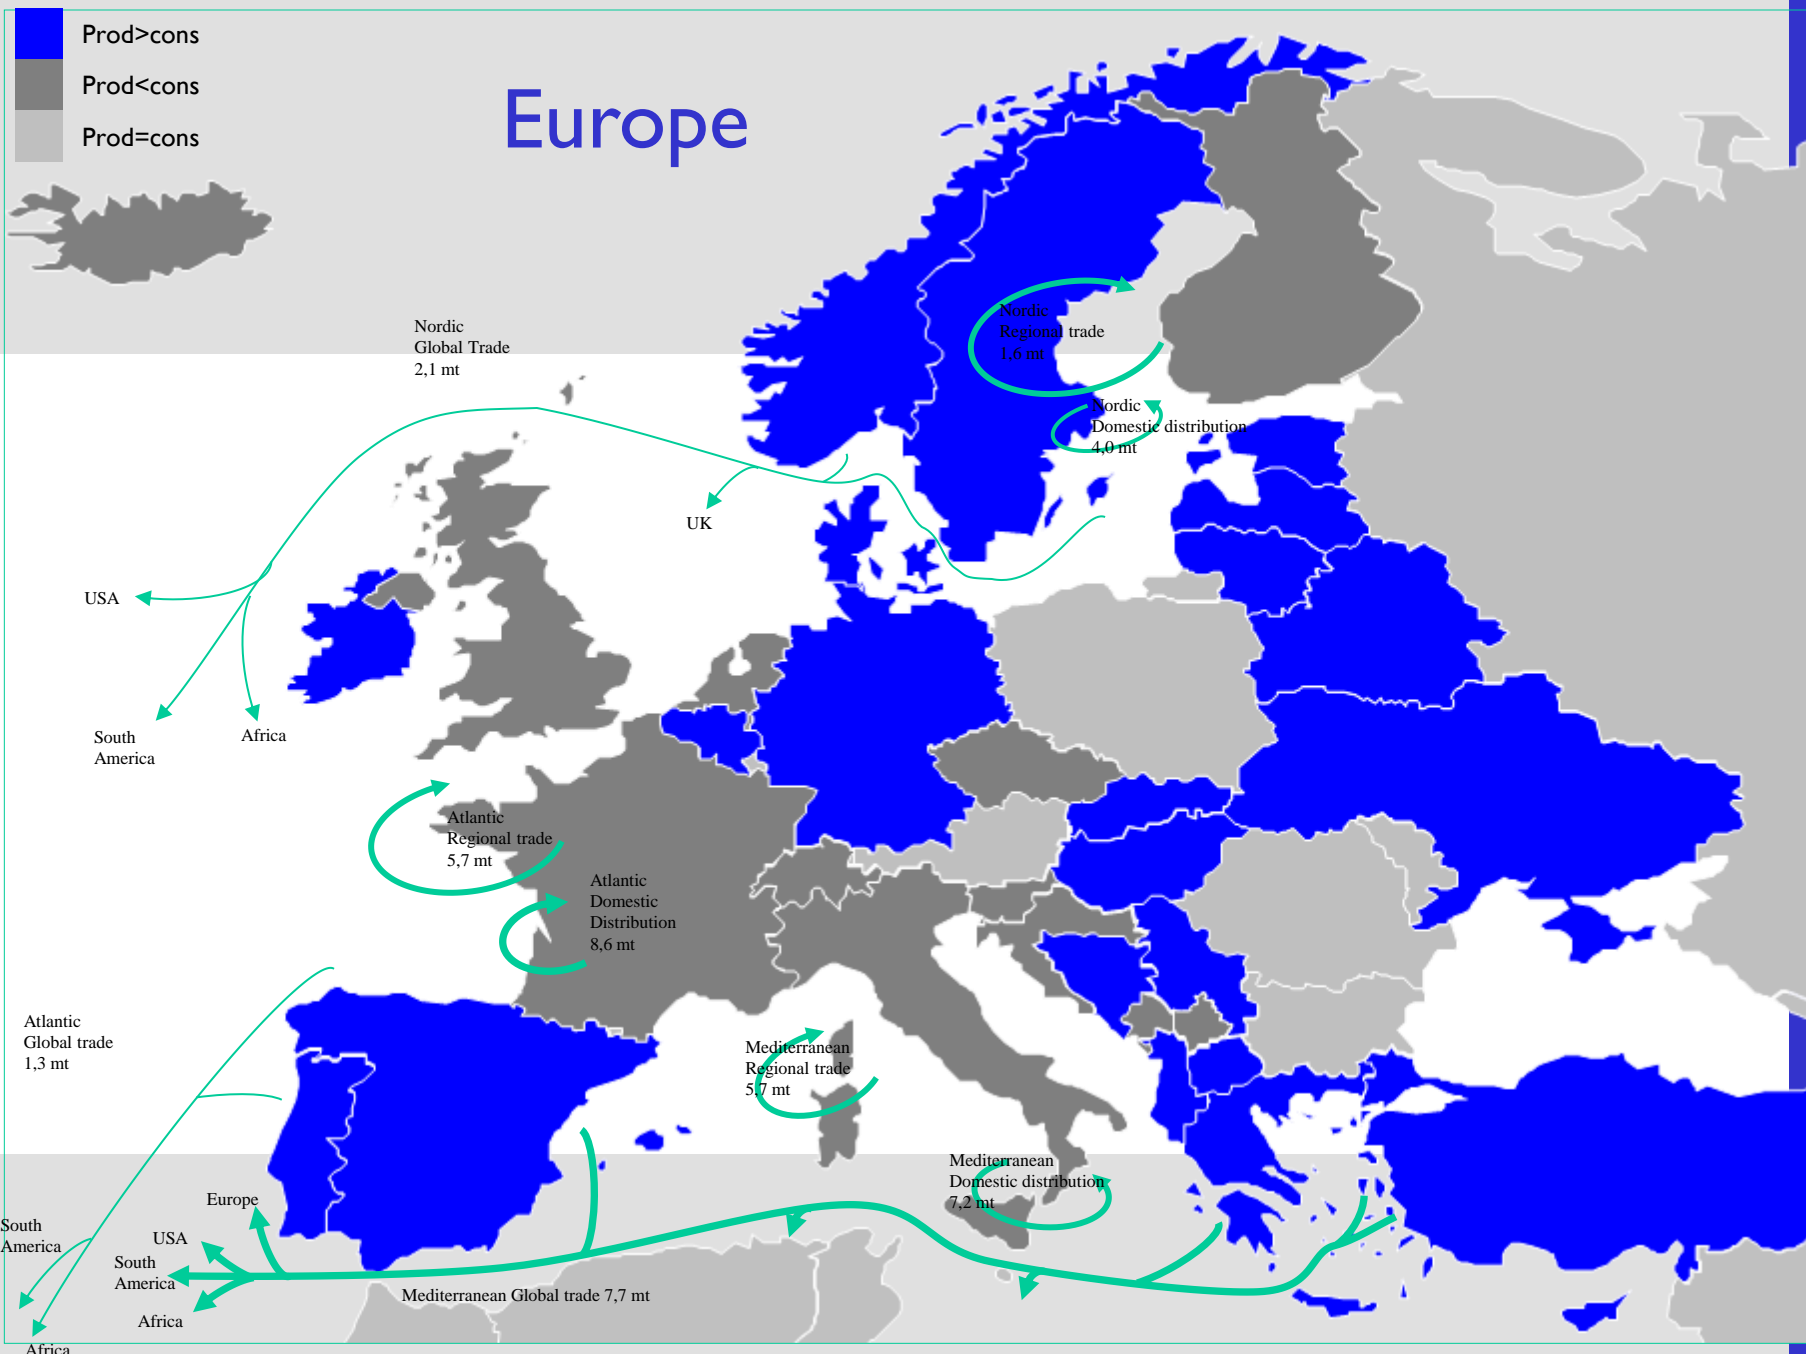 Prod>cons
Prod<cons
Prod=cons
Europe
Nordic
Global Trade
2,1 mt
Nordic
Regional trade
1,6 mt
Nordic
Domestic distribution
4,0 mt
UK
USA
South
America
Africa
Atlantic
Regional trade
5,7 mt
Atlantic
Domestic
Distribution
8,6 mt
Atlantic
Global trade
1,3 mt
Mediterranean
Regional trade
5,7 mt
Mediterranean
Domestic distribution
7,2 mt
Europe
South
America
USA
South
America
Mediterranean Global trade 7,7 mt
Africa
Africa